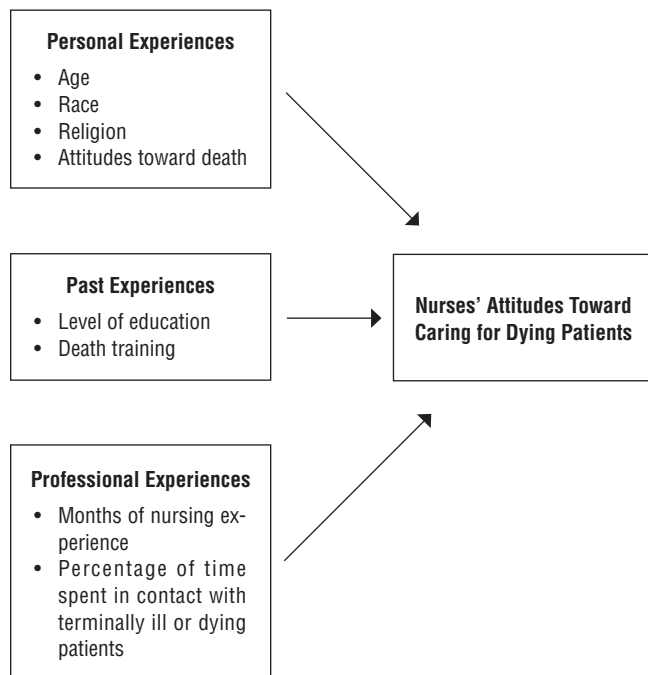 Personal Experiences
• Age
• Race
• Religion
• Attitudes toward death
Past Experiences
• Level of education
• Death training
Nurses’ Attitudes Toward
Caring for Dying Patients
Professional Experiences
• Months of nursing ex-
perience
• Percentage of time
spent in contact with
terminally ill or dying
patients